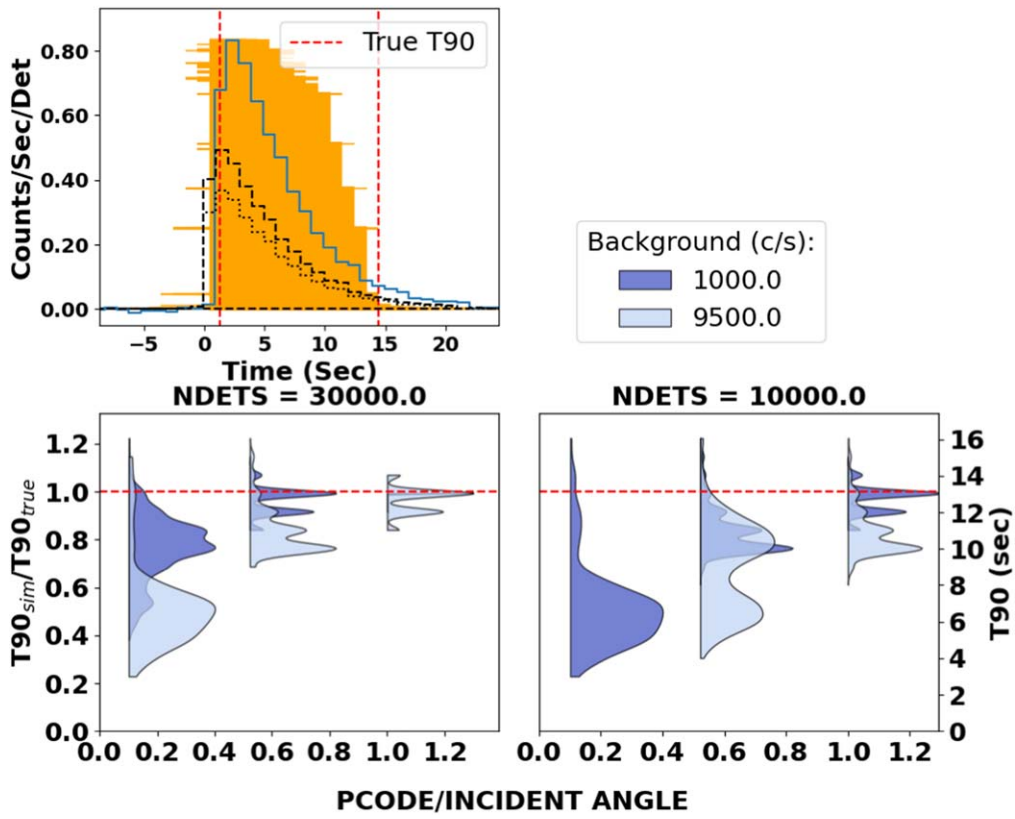 True T90
Counts/Sec/Det
0.80
0.60
0.40
0.20
0.00
−5 0 5 10 15 20
Time (Sec)
Background (c/s):
1000.0
9500.0
NDETS = 30000.0
NDETS = 10000.0
T90sim/T90true
1.2
1.0
0.8
0.6
0.4
0.2
0.0
0.0 0.2 0.4 0.6 0.8 1.0 1.2
16
14
12
10
8
6
4
2
0
T90 (sec)
0.0 0.2 0.4 0.6 0.8 1.0 1.2
PCODE/INCIDENT ANGLE